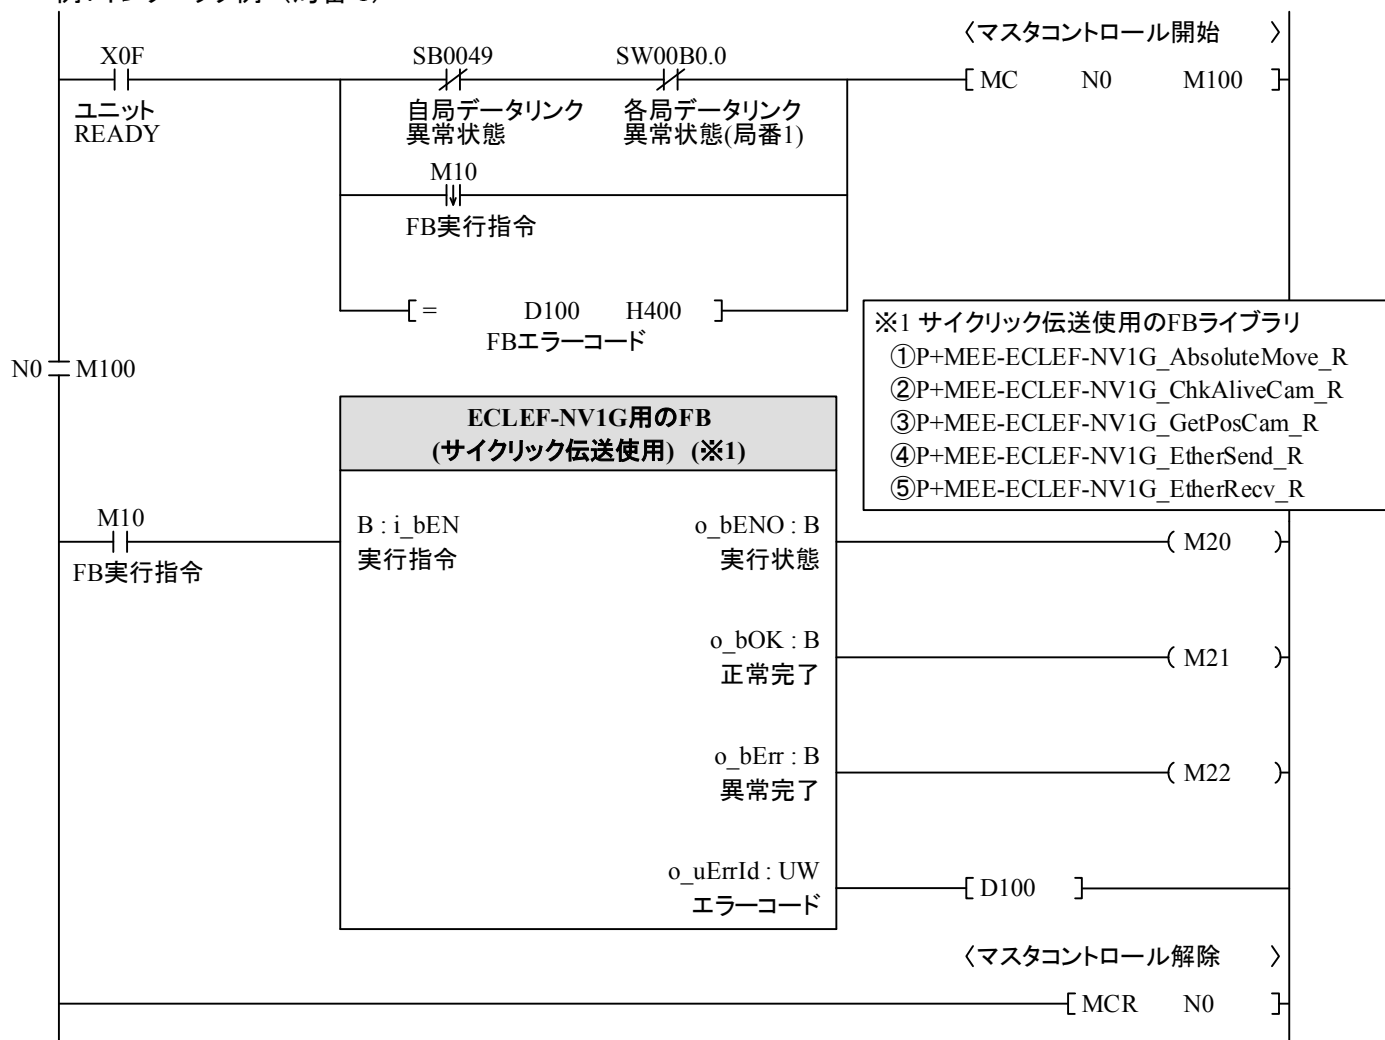 〈マスタコントロール開始 〉
X0F
SB0049
SW00B0.0
[ MC N0 M100 ]
ユニット
READY
自局データリンク
異常状態
各局データリンク
異常状態(局番1)
M10
FB実行指令
[ = D100 H400 ]
FBエラーコード
※1 サイクリック伝送使用のFBライブラリ
①P+MEE-ECLEF-NV1G_AbsoluteMove_R
②P+MEE-ECLEF-NV1G_ChkAliveCam_R
③P+MEE-ECLEF-NV1G_GetPosCam_R
④P+MEE-ECLEF-NV1G_EtherSend_R
⑤P+MEE-ECLEF-NV1G_EtherRecv_R
N0 M100
ECLEF-NV1G用のFB
(サイクリック伝送使用) (※1)
M10
FB実行指令
B : i_bEN
実行指令
o_bENO : B
実行状態
( M20 )
o_bOK : B
正常完了
( M21 )
o_bErr : B
異常完了
( M22 )
o_uErrId : UW
エラーコード
[ D100 ]
〈マスタコントロール解除 〉
[ MCR N0 ]